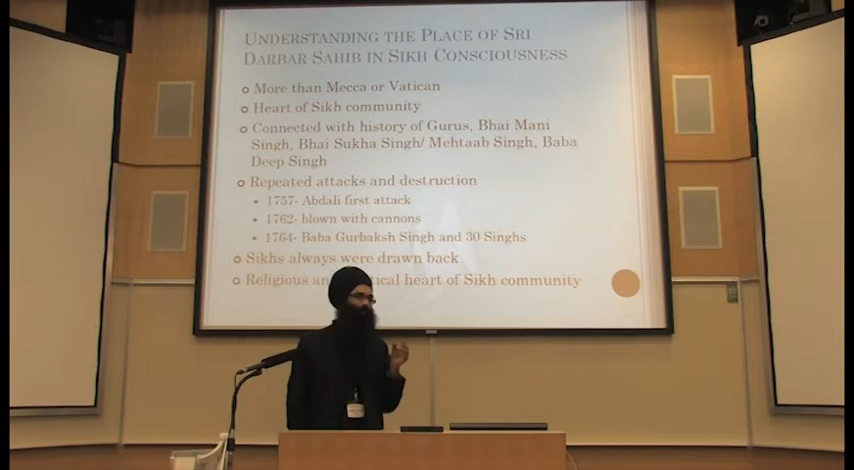 UNDERSTANDING THE PLACE OF SRI
DARBAR SAHIB IN SIKH CONSCIOUSNESS
More than Mecca or Vatican
Heart of Sikh community
Connected with history of Gurus, Bhai Mani
Singh, Bhai Sukha Singh/ Mehtaab Singh, Baba
Deep Singh
Repeated attacks and destruction
1757- Abdali first attack
1762- blown with cannons
1764- Baba Gurbaksh Singh and 30 Singhs
Sikhs always were drawn back
Religious heart of Sikh community